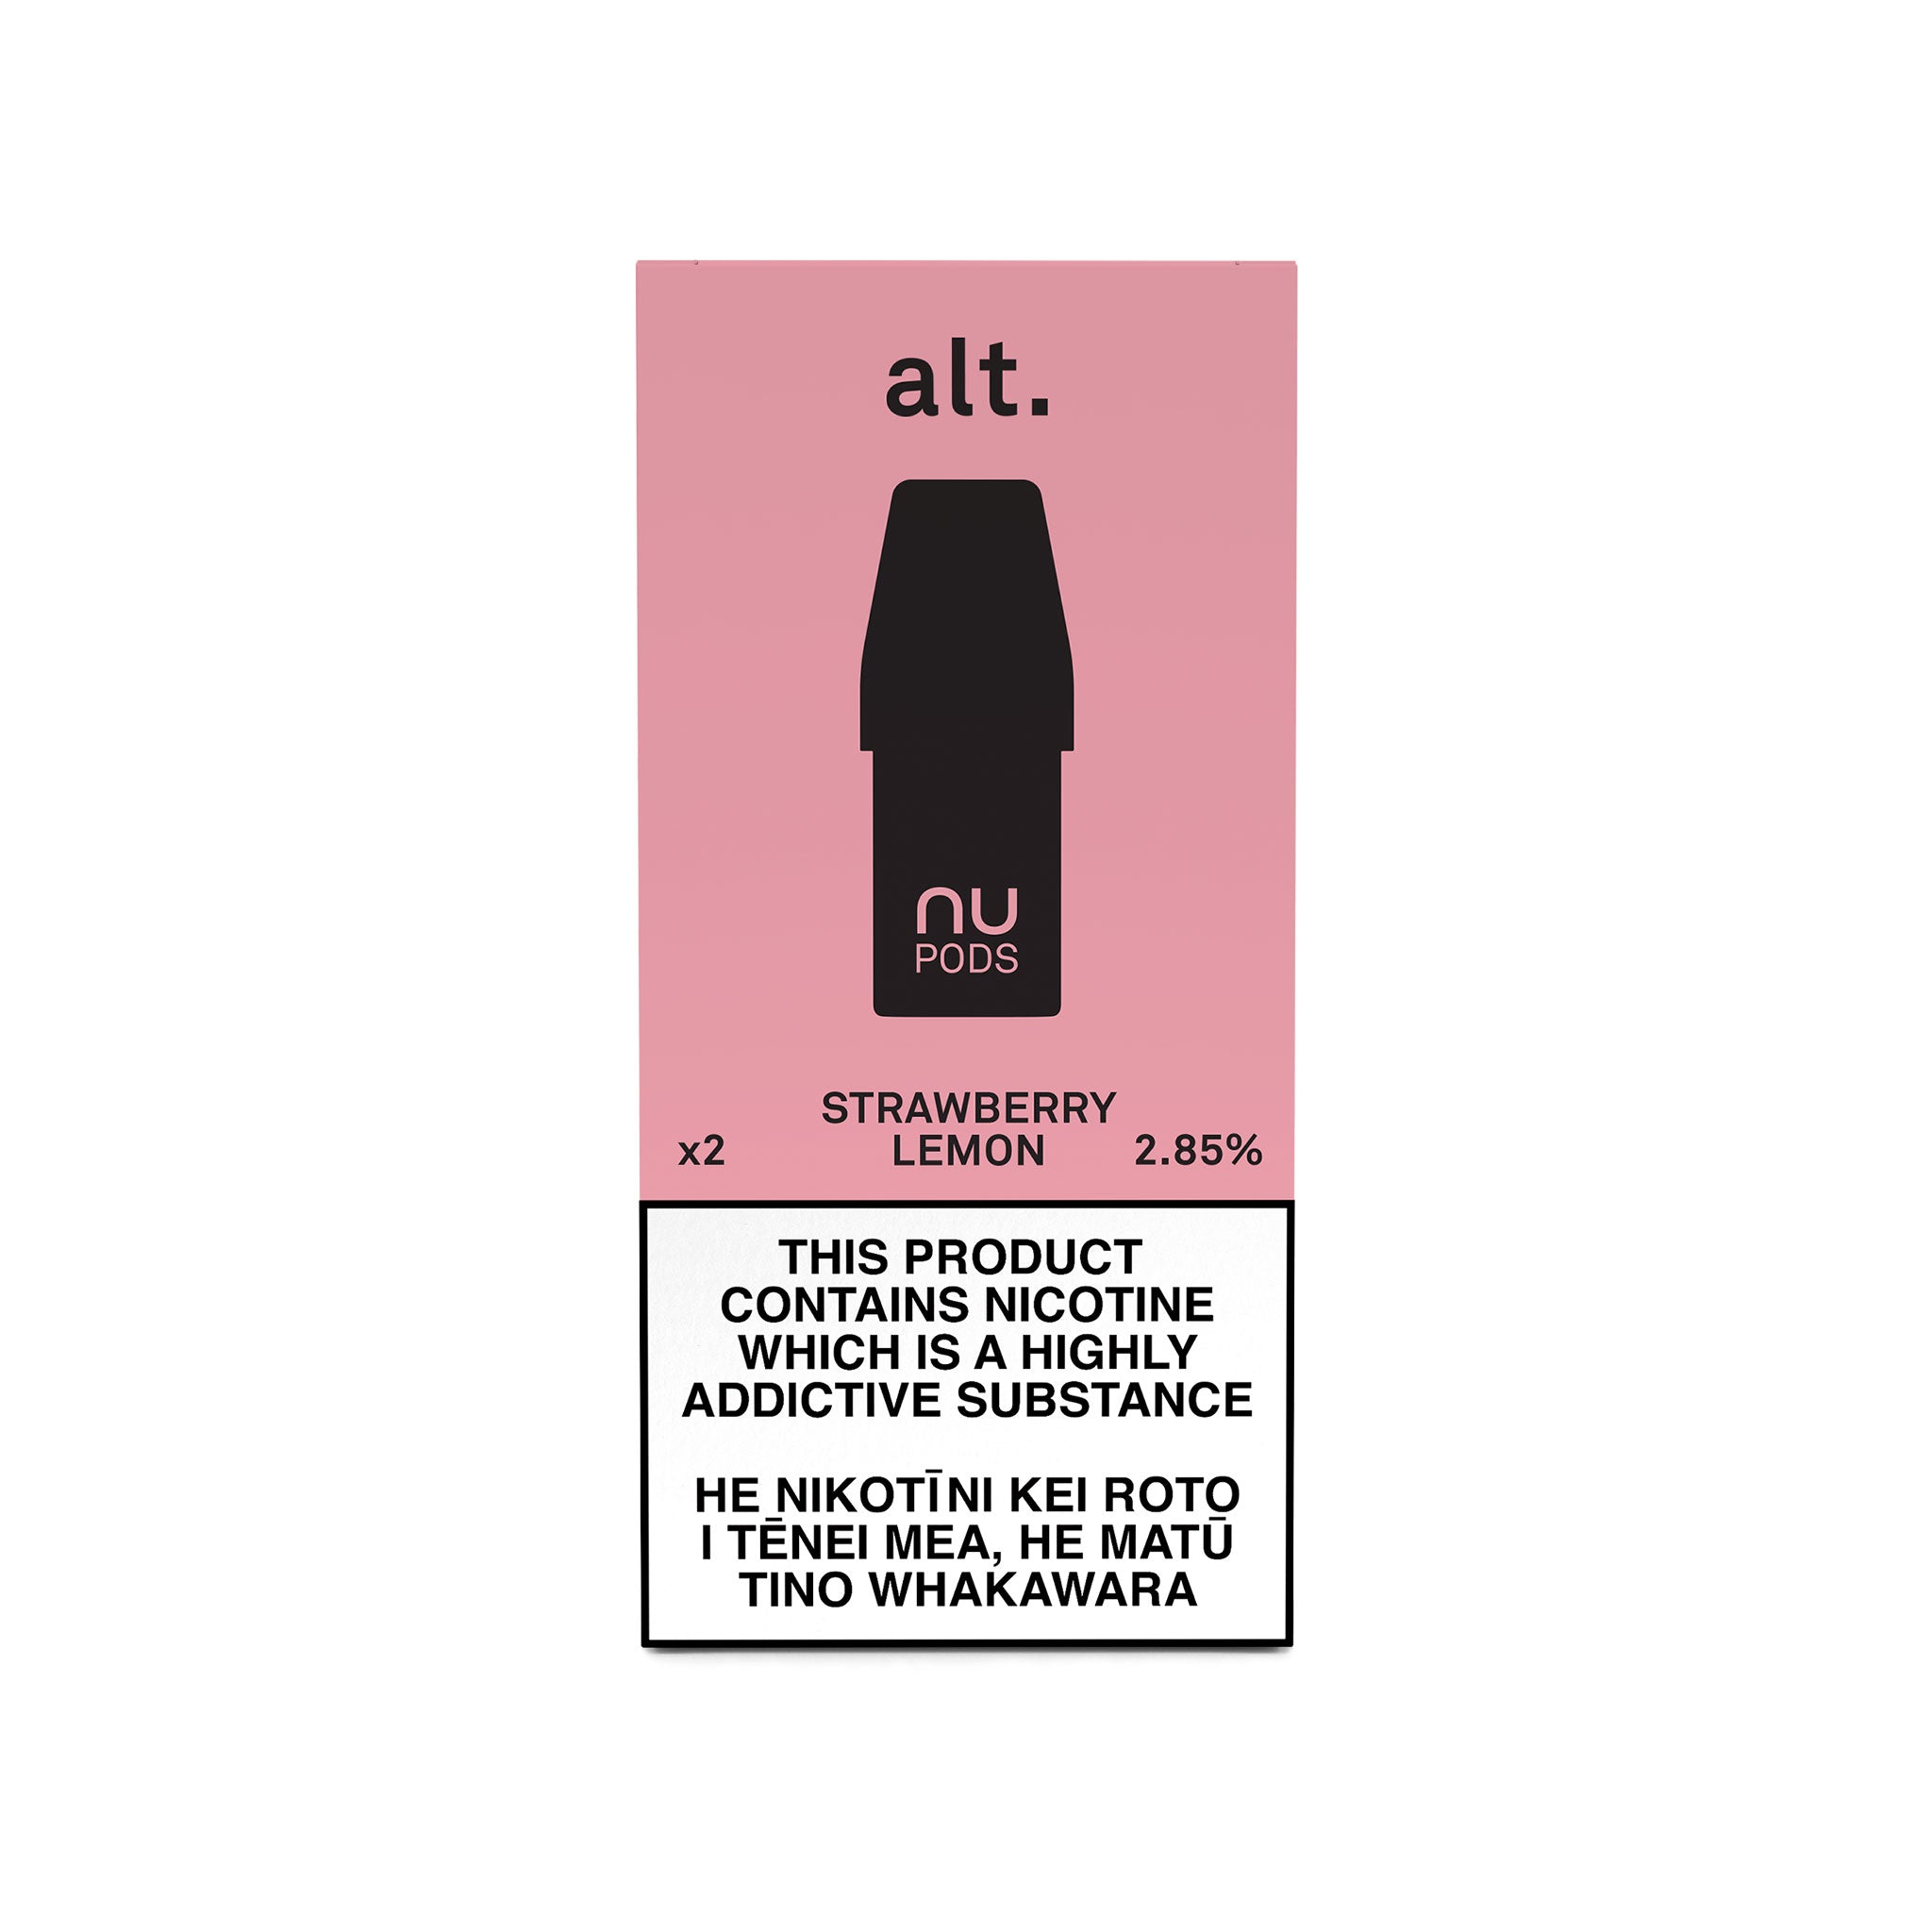 alt.
nu
PODS
STRAWBERRY
x2 LEMON 2.85%
THIS PRODUCT
CONTAINS NICOTINE
WHICH IS A HIGHLY
ADDICTIVE SUBSTANCE
HE NIKOTĪNI KEI ROTO
I TĒNEI MEA, HE MATŪ
TINO WHAKAWARA